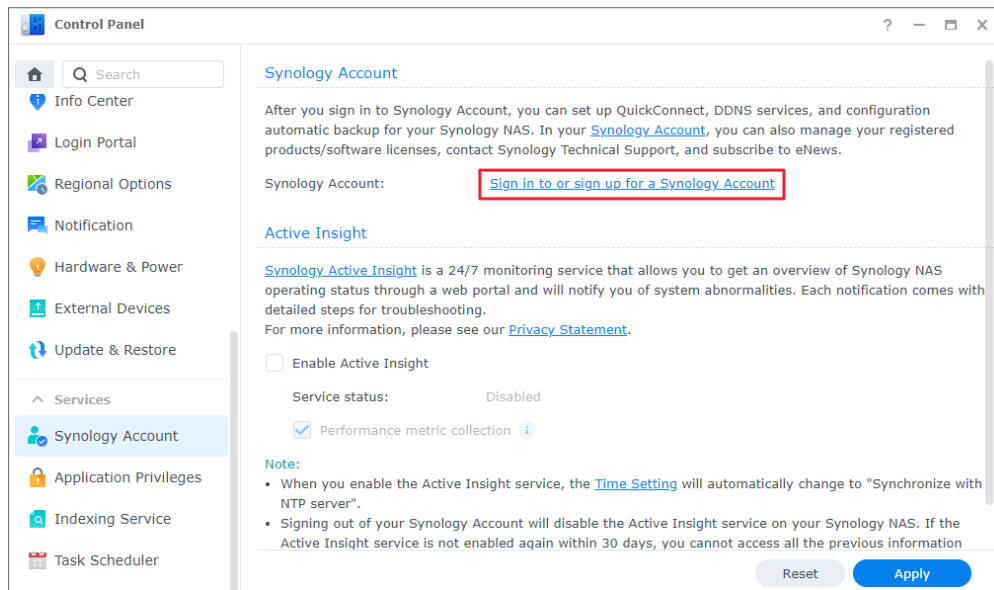 Control Panel
?
Search
Info Center
Login Portal
Regional Options
Notification
Hardware & Power
External Devices
Update & Restore
Services
Synology Account
Application Privileges
Indexing Service
Task Scheduler
Synology Account
After you sign in to Synology Account, you can set up QuickConnect, DDNS services, and configuration
automatic backup for your Synology NAS. In your Synology Account, you can also manage your registered
products/software licenses, contact Synology Technical Support, and subscribe to eNews.
Synology Account: Sign in to or sign up for a Synology Account
Active Insight
Synology Active Insight is a 24/7 monitoring service that allows you to get an overview of Synology NAS
operating status through a web portal and will notify you of system abnormalities. Each notification comes with
detailed steps for troubleshooting.
For more information, please see our Privacy Statement.
Enable Active Insight
Service status: Disabled
Performance metric collection i
Note:
• When you enable the Active Insight service, the Time Setting will automatically change to "Synchronize with
NTP server".
• Signing out of your Synology Account will disable the Active Insight service on your Synology NAS. If the
Active Insight service is not enabled again within 30 days, you cannot access all the previous information
Reset Apply